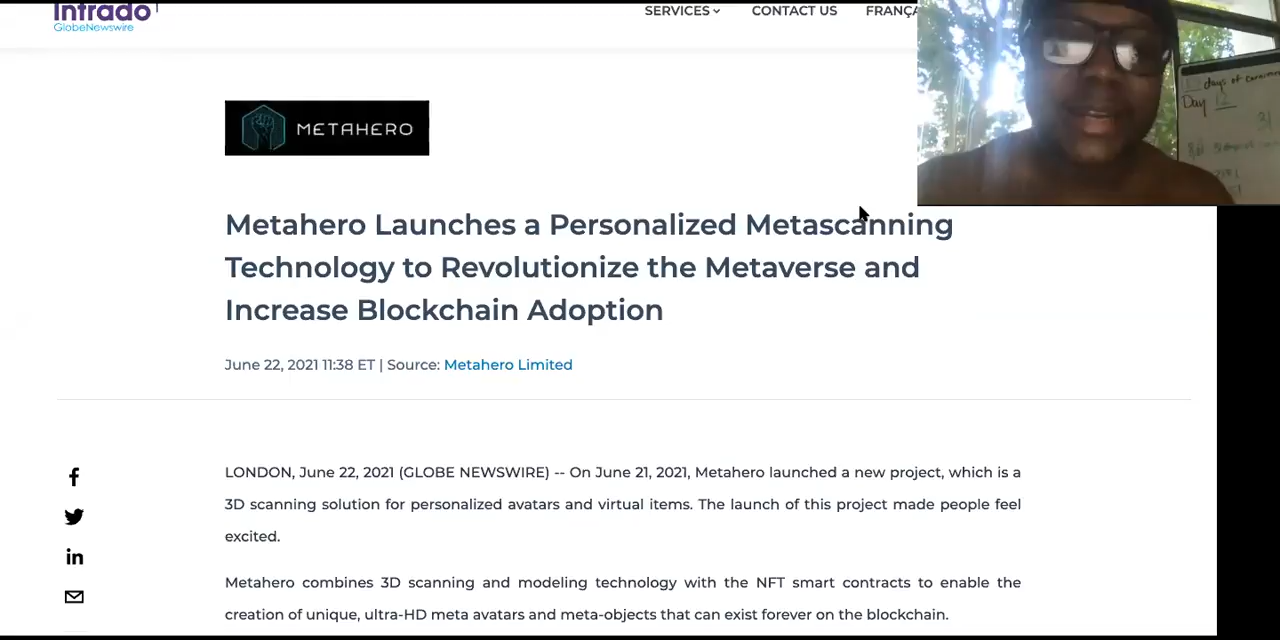 Intrado
GlobeNewswire
SERVICES CONTACT US FRANÇA
METAHERO
Metahero Launches a Personalized Metascanning
Technology to Revolutionize the Metaverse and
Increase Blockchain Adoption
June 22, 2021 11:38 ET | Source: Metahero Limited
LONDON, June 22, 2021 (GLOBE NEWSWIRE) -- On June 21, 2021, Metahero launched a new project, which is a
3D scanning solution for personalized avatars and virtual items. The launch of this project made people feel
excited.
Metahero combines 3D scanning and modeling technology with the NFT smart contracts to enable the
creation of unique, ultra-HD meta avatars and meta-objects that can exist forever on the blockchain.
days of
Day 12
31